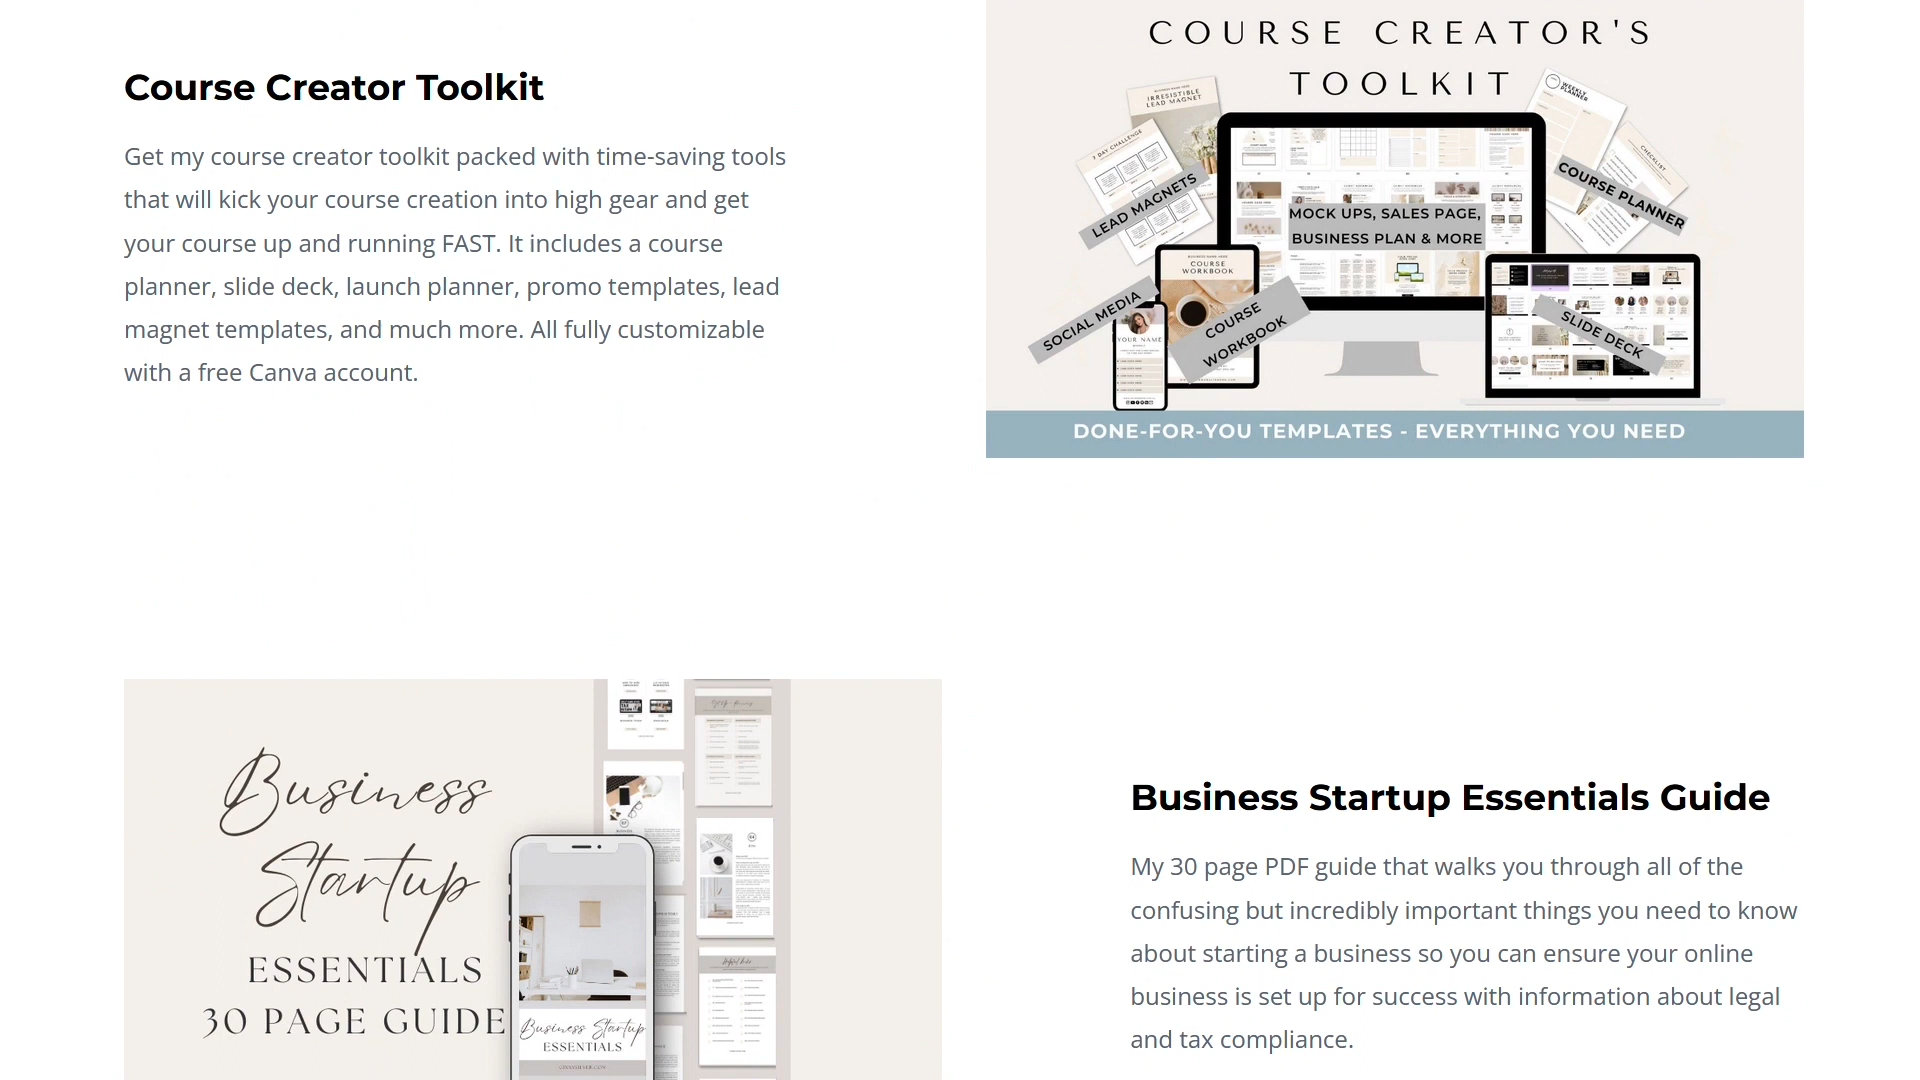 Course Creator Toolkit
Get my course creator toolkit packed with time-saving tools
that will kick your course creation into high gear and get
your course up and running FAST. It includes a course
planner, slide deck, launch planner, promo templates, lead
magnet templates, and much more. All fully customizable
with a free Canva account.
COURSE CREATOR'S
TOOLKIT
IRRESISTIBLE
LEAD MAGNET
7 DAY CHALLENGE
WEEKLY
PLANNER
CHECKLIST
LEAD MAGNETS
COURSE PLANNER
MOCK UPS, SALES PAGE,
BUSINESS PLAN & MORE
COURSE
WORKBOOK
SOCIAL MEDIA
COURSE
WORKBOOK
SLIDE DECK
YOUR NAME
DONE-FOR-YOU TEMPLATES - EVERYTHING YOU NEED
Business
Startup
ESSENTIALS
30 PAGE GUIDE
Business Startup
ESSENTIALS
Business Startup Essentials Guide
My 30 page PDF guide that walks you through all of the
confusing but incredibly important things you need to know
about starting a business so you can ensure your online
business is set up for success with information about legal
and tax compliance.